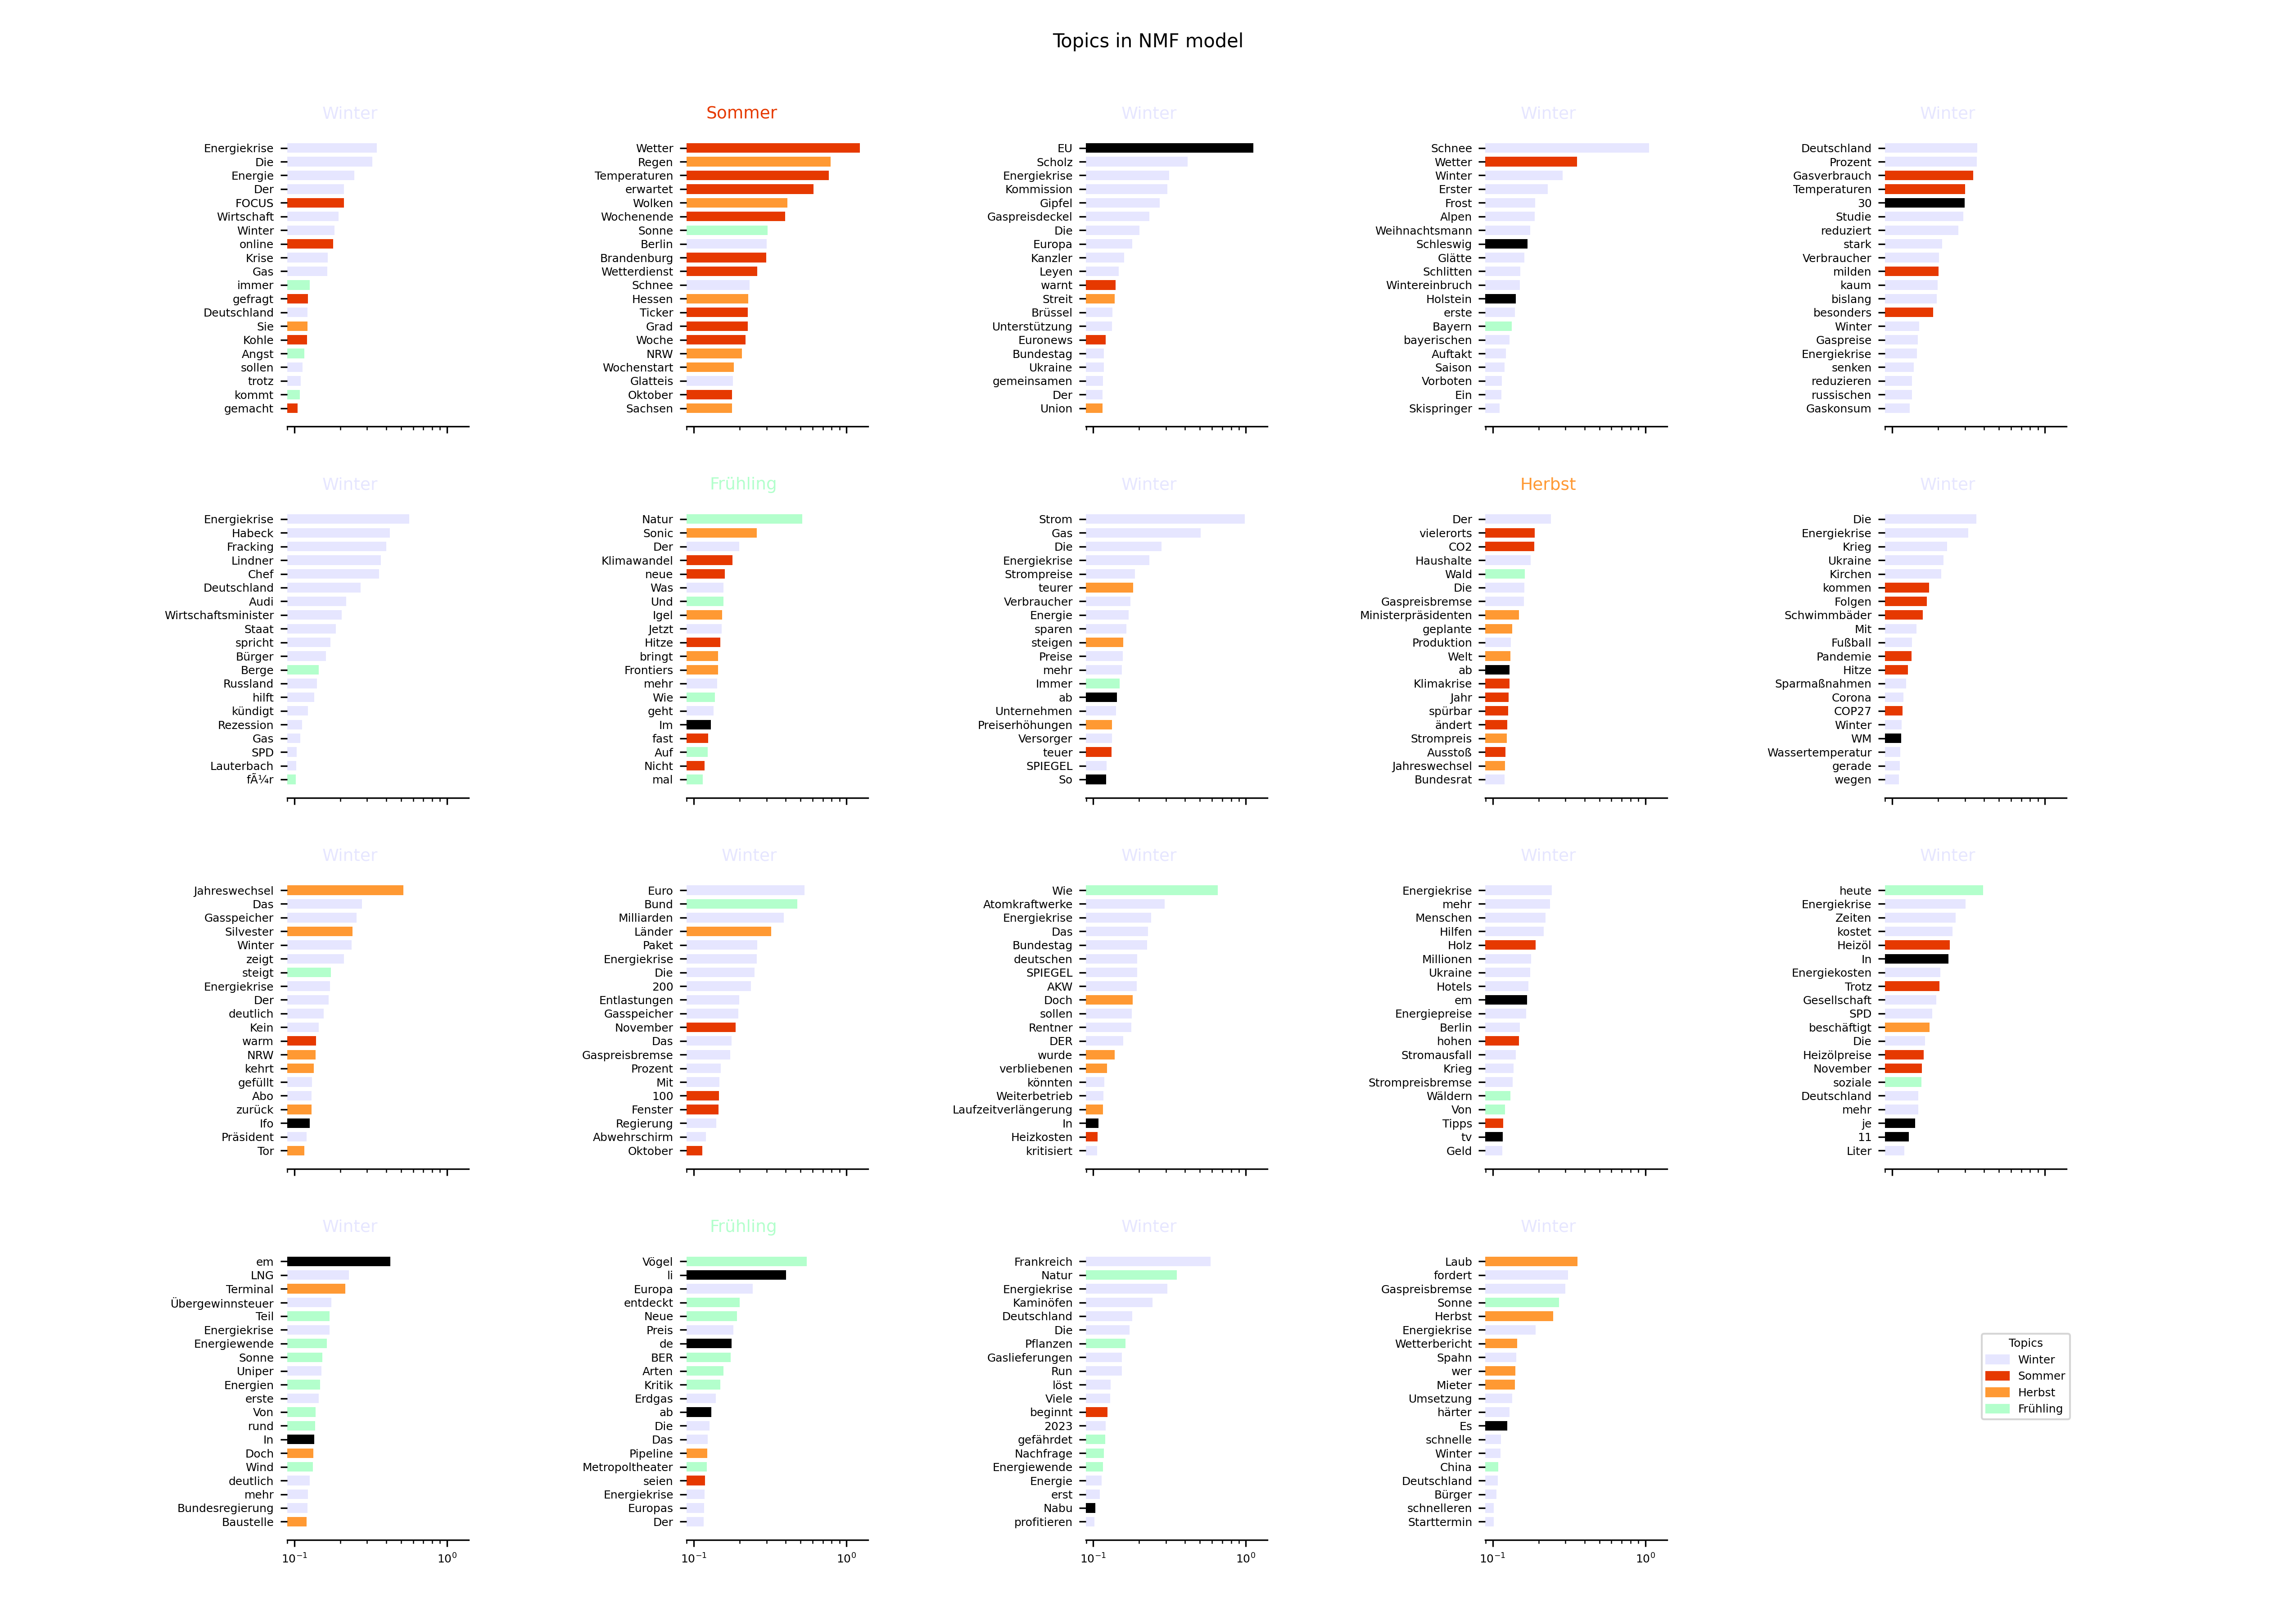 Topics in NMF model
Winter
Energiekrise
Die
Energie
Der
FOCUS
Wirtschaft
Winter
online
Krise
Gas
immer
gefragt
Deutschland
Sie
Kohle
Angst
sollen
trotz
kommt
gemacht
Sommer
Wetter
Regen
Temperaturen
erwartet
Wolken
Wochenende
Sonne
Berlin
Brandenburg
Wetterdienst
Schnee
Hessen
Ticker
Grad
Woche
NRW
Wochenstart
Glatteis
Oktober
Sachsen
Winter
EU
Scholz
Energiekrise
Kommission
Gipfel
Gaspreisdeckel
Die
Europa
Kanzler
Leyen
warnt
Streit
Brüssel
Unterstützung
Euronews
Bundestag
Ukraine
gemeinsamen
Der
Union
Winter
Schnee
Wetter
Winter
Erster
Frost
Alpen
Weihnachtsmann
Schleswig
Glätte
Schlitten
Wintereinbruch
Holstein
erste
Bayern
bayerischen
Auftakt
Saison
Vorboten
Ein
Skispringer
Winter
Deutschland
Prozent
Gasverbrauch
Temperaturen
30
Studie
reduziert
stark
Verbraucher
milden
kaum
bislang
besonders
Winter
Gaspreise
Energiekrise
senken
reduzieren
russischen
Gaskonsum
Winter
Energiekrise
Habeck
Fracking
Lindner
Chef
Deutschland
Audi
Wirtschaftsminister
Staat
spricht
Bürger
Berge
Russland
hilft
kündigt
Rezession
Gas
SPD
Lauterbach
fÃ¼r
Frühling
Natur
Sonic
Der
Klimawandel
neue
Was
Und
Igel
Jetzt
Hitze
bringt
Frontiers
mehr
Wie
geht
Im
fast
Auf
Nicht
mal
Winter
Strom
Gas
Die
Energiekrise
Strompreise
teurer
Verbraucher
Energie
sparen
steigen
Preise
mehr
Immer
ab
Unternehmen
Preiserhöhungen
Versorger
teuer
SPIEGEL
So
Herbst
Der
vielerorts
CO2
Haushalte
Wald
Die
Gaspreisbremse
Ministerpräsidenten
geplante
Produktion
Welt
ab
Klimakrise
Jahr
spürbar
ändert
Strompreis
Ausstoß
Jahreswechsel
Bundesrat
Winter
Die
Energiekrise
Krieg
Ukraine
Kirchen
kommen
Folgen
Schwimmbäder
Mit
Fußball
Pandemie
Hitze
Sparmaßnahmen
Corona
COP27
Winter
WM
Wassertemperatur
gerade
wegen
Winter
Jahreswechsel
Das
Gasspeicher
Silvester
Winter
zeigt
steigt
Energiekrise
Der
deutlich
Kein
warm
NRW
kehrt
gefüllt
Abo
zurück
Ifo
Präsident
Tor
Winter
Euro
Bund
Milliarden
Länder
Paket
Energiekrise
Die
200
Entlastungen
Gasspeicher
November
Das
Gaspreisbremse
Prozent
Mit
100
Fenster
Regierung
Abwehrschirm
Oktober
Winter
Wie
Atomkraftwerke
Energiekrise
Das
Bundestag
deutschen
SPIEGEL
AKW
Doch
sollen
Rentner
DER
wurde
verbliebenen
könnten
Weiterbetrieb
Laufzeitverlängerung
In
Heizkosten
kritisiert
Winter
Energiekrise
mehr
Menschen
Hilfen
Holz
Millionen
Ukraine
Hotels
em
Energiepreise
Berlin
hohen
Stromausfall
Krieg
Strompreisbremse
Wäldern
Von
Tipps
tv
Geld
Winter
heute
Energiekrise
Zeiten
kostet
Heizöl
In
Energiekosten
Trotz
Gesellschaft
SPD
beschäftigt
Die
Heizölpreise
November
soziale
Deutschland
mehr
je
11
Liter
Winter
em
LNG
Terminal
Übergewinnsteuer
Teil
Energiekrise
Energiewende
Sonne
Uniper
Energien
erste
Von
rund
In
Doch
Wind
deutlich
mehr
Bundesregierung
Baustelle
10⁻¹ 10⁰
Frühling
Vögel
li
Europa
entdeckt
Neue
Preis
de
BER
Arten
Kritik
Erdgas
ab
Die
Das
Pipeline
Metropoltheater
seien
Energiekrise
Europas
Der
10⁻¹ 10⁰
Winter
Frankreich
Natur
Energiekrise
Kaminöfen
Deutschland
Die
Pflanzen
Gaslieferungen
Run
löst
Viele
beginnt
2023
gefährdet
Nachfrage
Energiewende
Energie
erst
Nabu
profitieren
10⁻¹ 10⁰
Winter
Laub
fordert
Gaspreisbremse
Sonne
Herbst
Energiekrise
Wetterbericht
Spahn
wer
Mieter
Umsetzung
härter
Es
schnelle
Winter
China
Deutschland
Bürger
schnelleren
Starttermin
10⁻¹ 10⁰
Topics
Winter
Sommer
Herbst
Frühling